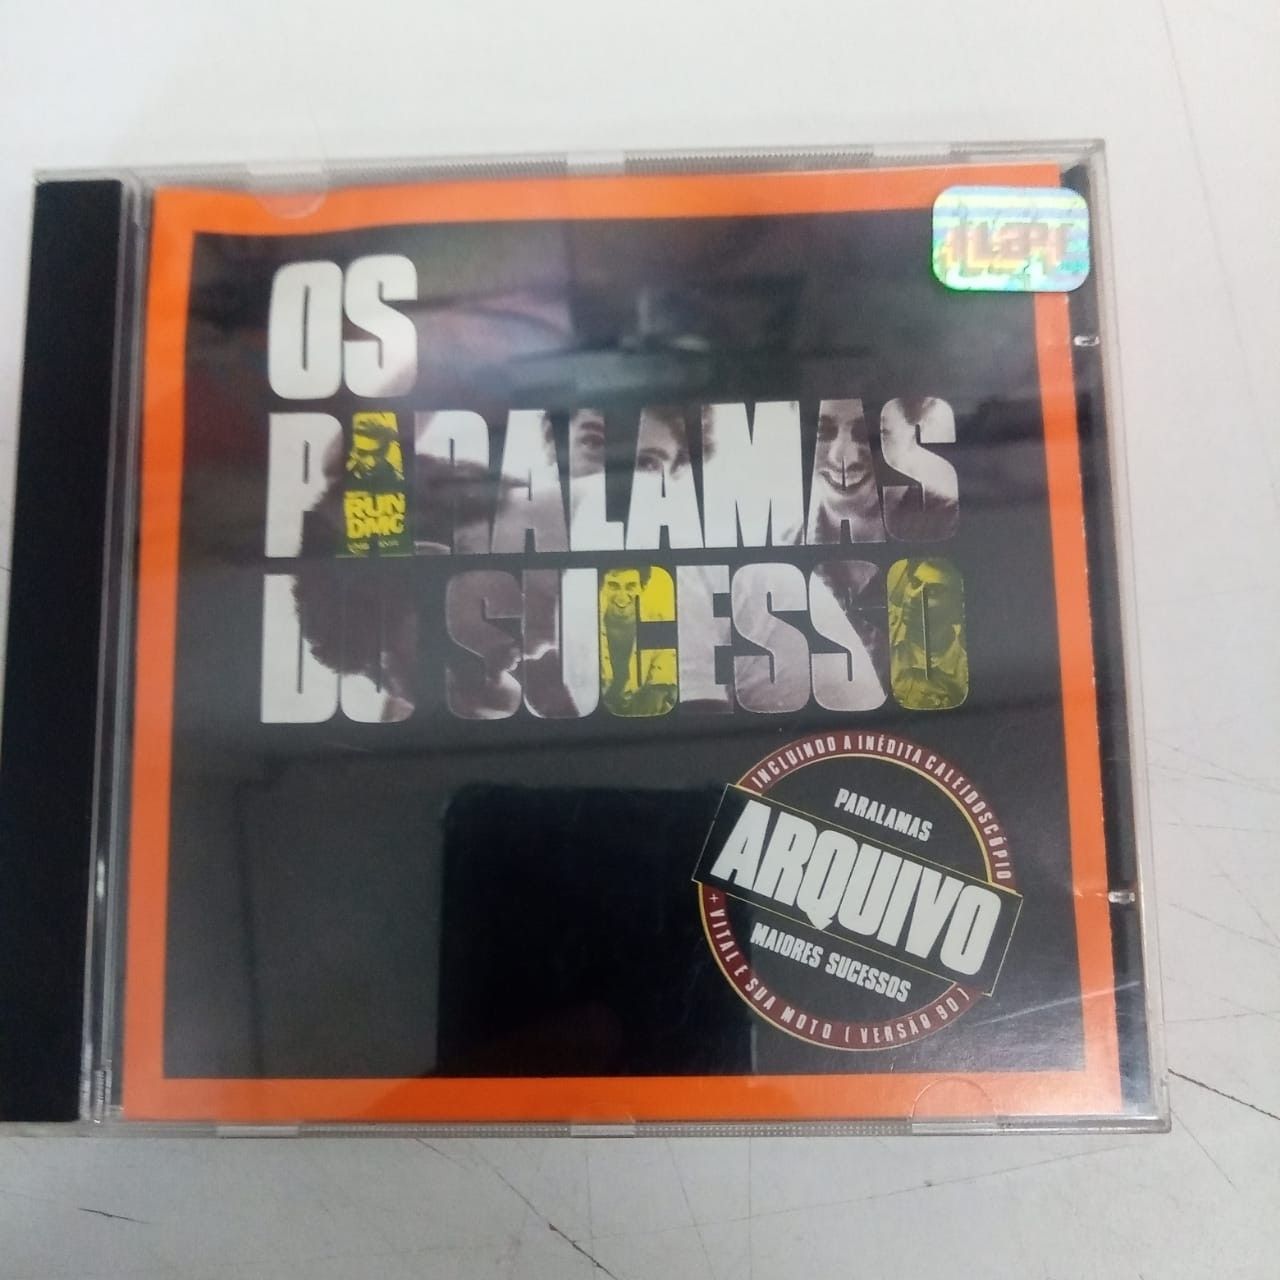 OS
PARALAMAS
DO SUCESSO
RUN
DMC
INCLUINDO A INÉDITA CALEIDOSCÓPIO
PARALAMAS
ARQUIVO
MAIORES SUCESSOS
+ VITAL E SUA MOTO ( VERSÃO 90 )